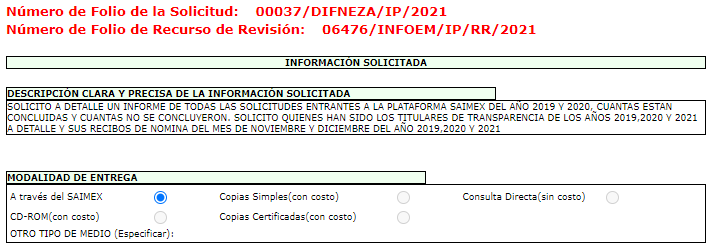 Número de Folio de la Solicitud: 00037/DIFNEZA/IP/2021
Número de Folio de Recurso de Revisión: 06476/INFOEM/IP/RR/2021
INFORMACIÓN SOLICITADA
DESCRIPCIÓN CLARA Y PRECISA DE LA INFORMACIÓN SOLICITADA
SOLICITO A DETALLE UN INFORME DE TODAS LAS SOLICITUDES ENTRANTES A LA PLATAFORMA SAIMEX DEL AÑO 2019 Y 2020, CUANTAS ESTAN
CONCLUIDAS Y CUANTAS NO SE CONCLUYERON. SOLICITO QUIENES HAN SIDO LOS TITULARES DE TRANSPARENCIA DE LOS AÑOS 2019,2020 Y 2021
A DETALLE Y SUS RECIBOS DE NOMINA DEL MES DE NOVIEMBRE Y DICIEMBRE DEL AÑO 2019,2020 Y 2021
MODALIDAD DE ENTREGA
A través del SAIMEX Copias Simples(con costo) Consulta Directa(sin costo)
CD-ROM(con costo) Copias Certificadas(con costo)
OTRO TIPO DE MEDIO (Especificar):